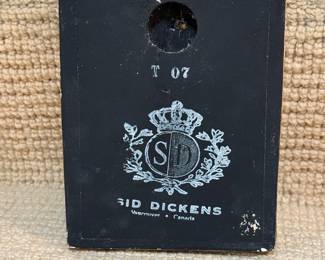 T 07
SD
SID DICKENS
Vancouver • Canada